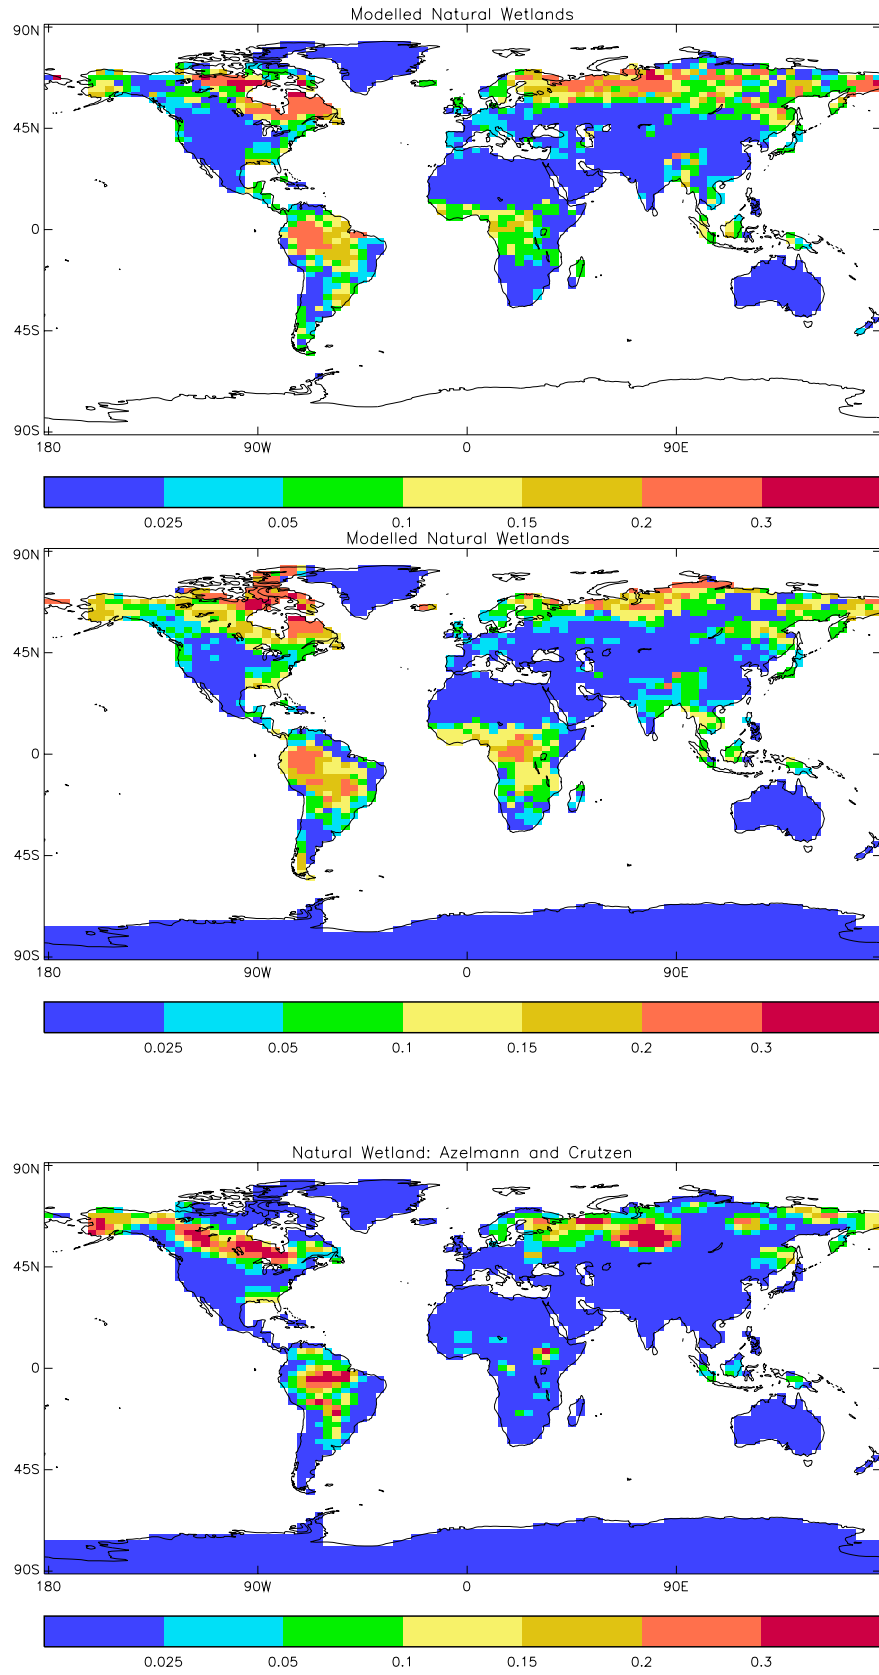 Modelled Natural Wetlands
90N
45N
0
45S
90S
180 90W 0 90E
0.025 0.05 0.1 0.15 0.2 0.3
Modelled Natural Wetlands
90N
45N
0
45S
90S
180 90W 0 90E
0.025 0.05 0.1 0.15 0.2 0.3
Natural Wetland: Azelmann and Crutzen
90N
45N
0
45S
90S
180 90W 0 90E
0.025 0.05 0.1 0.15 0.2 0.3